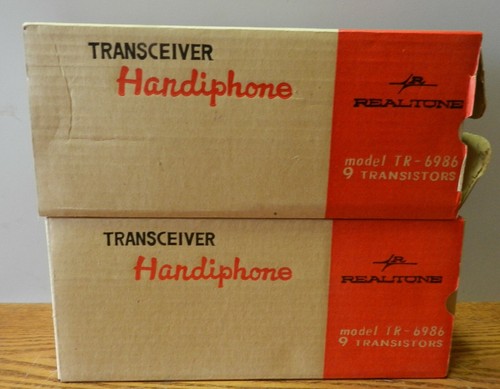 TRANSCEIVER
Handiphone
R
REALTONE
model TR-6986
9 TRANSISTORS
TRANSCEIVER
Handiphone
R
REALTONE
model TR-6986
9 TRANSISTORS